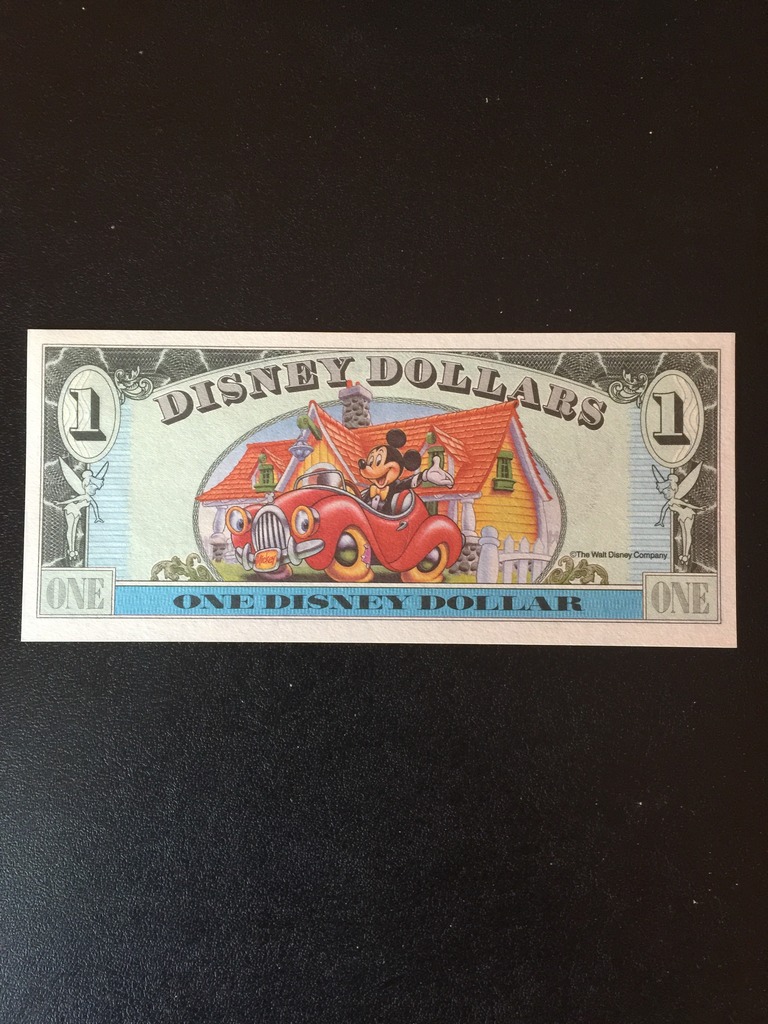 DISNEY DOLLARS
1 1
©The Walt Disney Company
ONE ONE DISNEY DOLLAR ONE